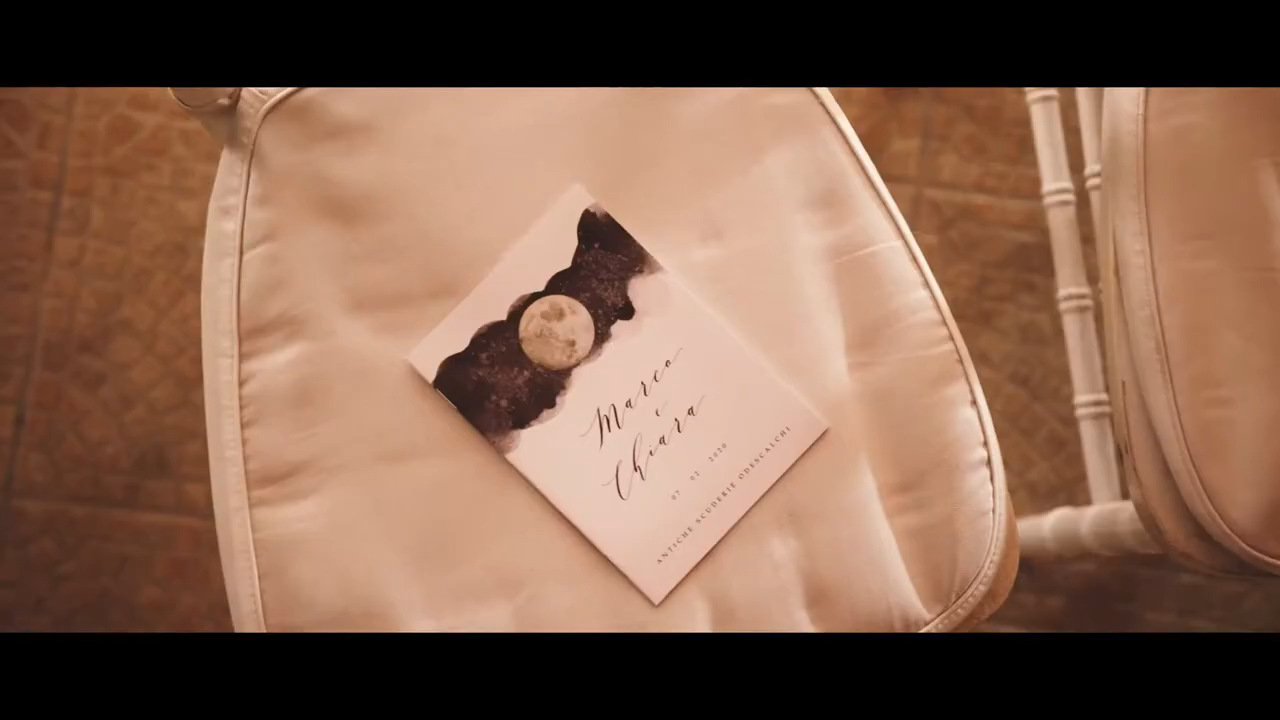 Marco
e
Chiara
07 02 2020
ANTICHE SCUDERIE ODESCALCHI